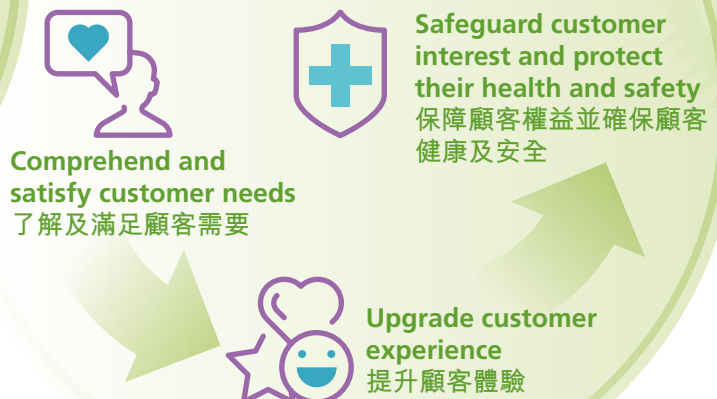 Safeguard customer
interest and protect
their health and safety
保障顧客權益並確保顧客
健康及安全
Comprehend and
satisfy customer needs
了解及滿足顧客需要
Upgrade customer
experience
提升顧客體驗